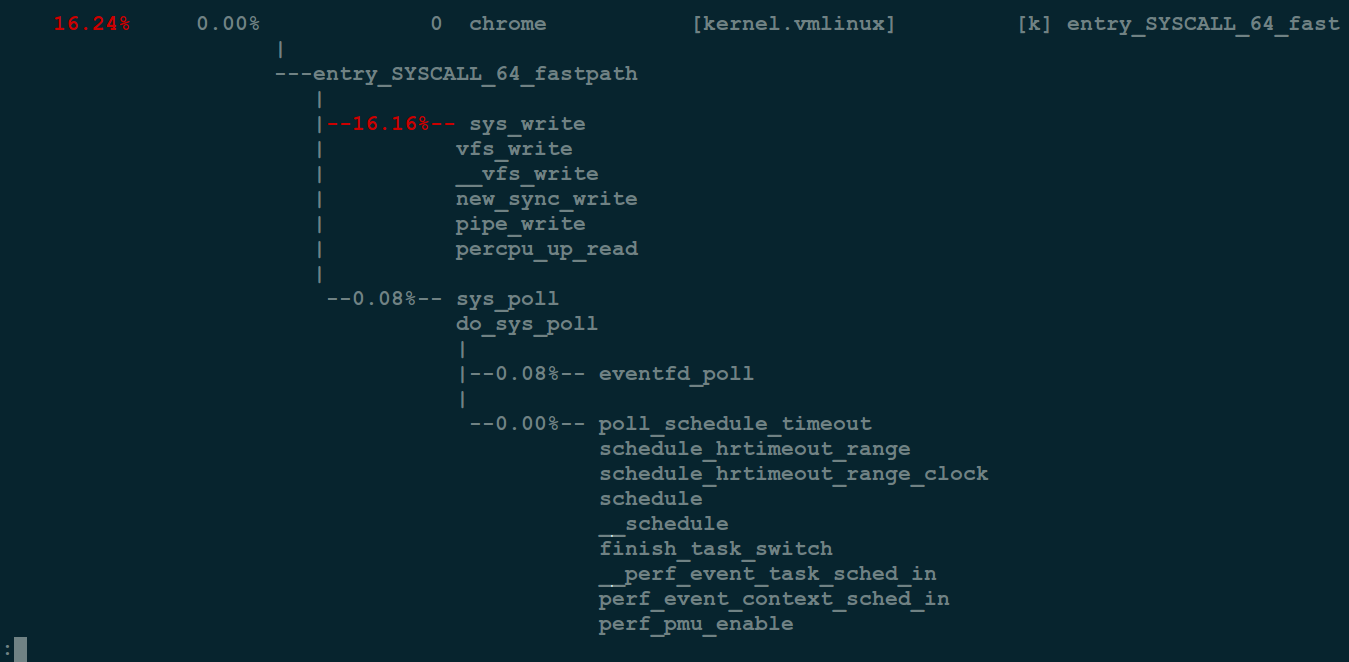 16.24% 0.00% 0 chrome [kernel.vmlinux] [k] entry_SYSCALL_64_fast
|
---entry_SYSCALL_64_fastpath
|
|--16.16%-- sys_write
| vfs_write
| __vfs_write
| new_sync_write
| pipe_write
| percpu_up_read
|
--0.08%-- sys_poll
do_sys_poll
|
|--0.08%-- eventfd_poll
|
--0.00%-- poll_schedule_timeout
schedule_hrtimeout_range
schedule_hrtimeout_range_clock
schedule
__schedule
finish_task_switch
__perf_event_task_sched_in
perf_event_context_sched_in
perf_pmu_enable
: